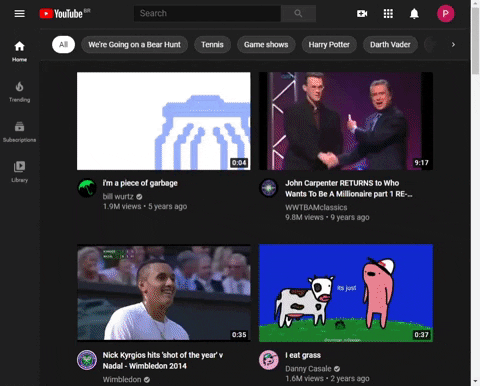 YouTube BR
Search
P
All
We're Going on a Bear Hunt
Tennis
Game shows
Harry Potter
Darth Vader
Home
Trending
Subscriptions
Library
0:04
9:17
I'm a piece of garbage
bill wurtz
1.9M views • 5 years ago
John Carpenter RETURNS to Who
Wants To Be A Millionaire part 1 RE-...
WWTBAMclassics
9.8M views • 9 years ago
its just
0:35
0:37
Nick Kyrgios hits 'shot of the year' v
Nadal - Wimbledon 2014
Wimbledon
I eat grass
Danny Casale
1.6M views • 2 years ago